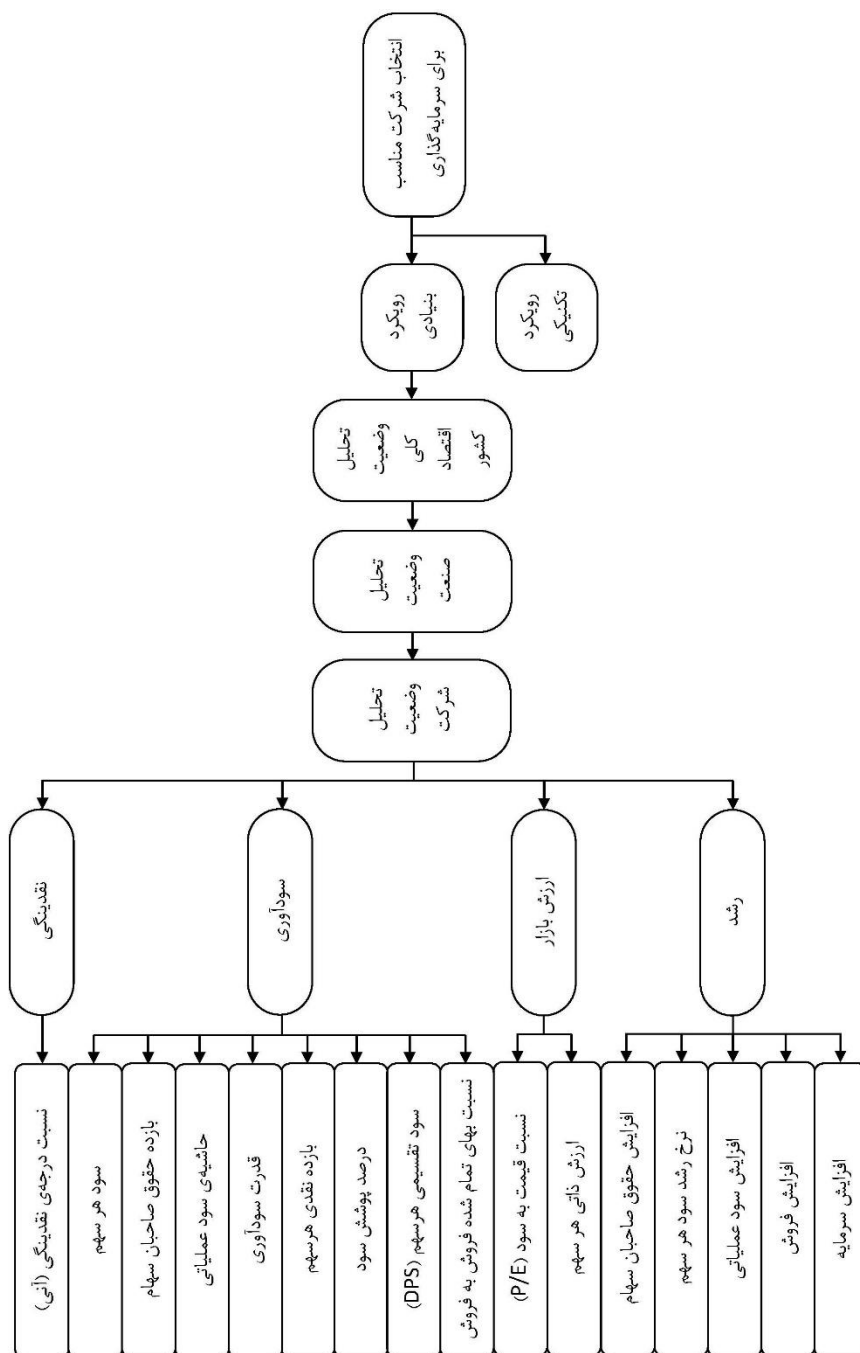 انتخاب شرکت مناسب
برای سرمایه‌گذاری
رویکرد
بنیادی
رویکرد
تکنیکی
تحلیل
وضعیت
کلی
اقتصاد
کشور
تحلیل
وضعیت
صنعت
تحلیل
وضعیت
شرکت
نقدینگی
سودآوری
ارزش بازار
رشد
نسبت درجه‌ی نقدینگی (آنی)
سود هر سهم
بازده حقوق صاحبان سهام
حاشیه‌ی سود عملیاتی
قدرت سودآوری
بازده نقدی هرسهم
درصد پوشش سود
سود تقسیمی هرسهم (DPS)
نسبت بهای تمام شده فروش به فروش
نسبت قیمت به سود (P/E)
ارزش ذاتی هر سهم
افزایش حقوق صاحبان سهام
نرخ رشد سود هر سهم
افزایش سود عملیاتی
افزایش فروش
افزایش سرمایه